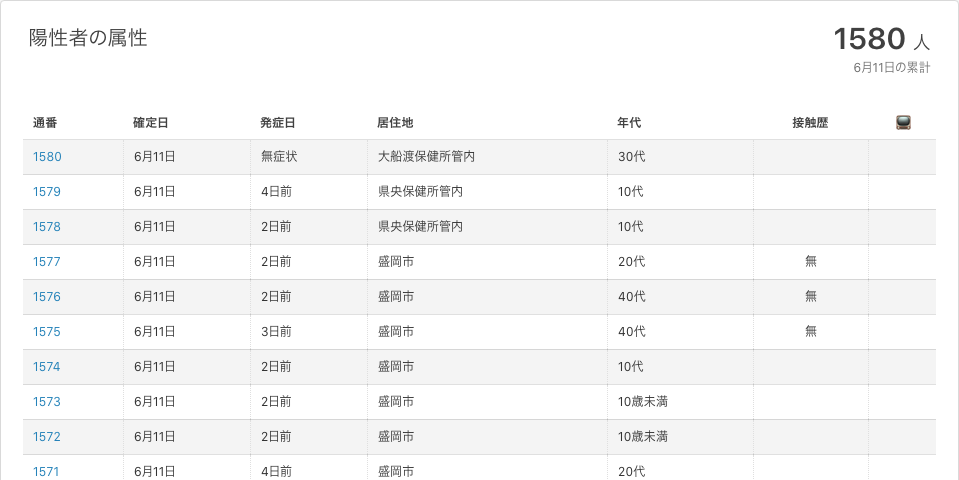 陽性者の属性
1580 人
6月11日の累計
通番 確定日 発症日 居住地 年代 接触歴
1580 6月11日 無症状 大船渡保健所管内 30代
1579 6月11日 4日前 県央保健所管内 10代
1578 6月11日 2日前 県央保健所管内 10代
1577 6月11日 2日前 盛岡市 20代 無
1576 6月11日 2日前 盛岡市 40代 無
1575 6月11日 3日前 盛岡市 40代 無
1574 6月11日 2日前 盛岡市 10代
1573 6月11日 2日前 盛岡市 10歳未満
1572 6月11日 2日前 盛岡市 10歳未満
1571 6月11日 4日前 盛岡市 20代